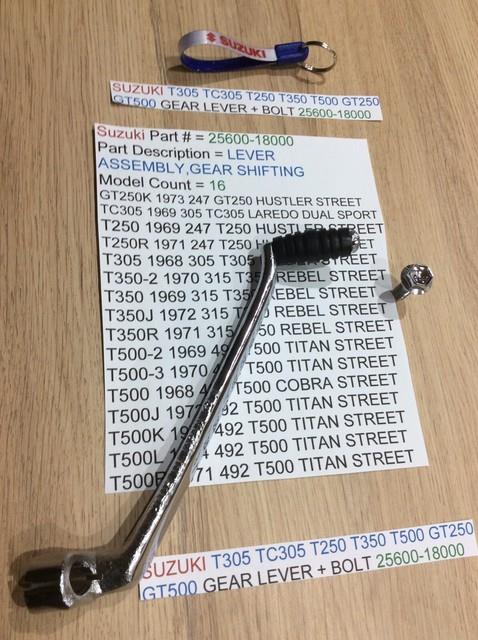 SUZUKI
SUZUKI T305 TC305 T250 T350 T500 GT250
GT500 GEAR LEVER + BOLT 25600-18000
Suzuki Part # = 25600-18000
Part Description = LEVER
ASSEMBLY,GEAR SHIFTING
Model Count = 16
GT250K 1973 247 GT250 HUSTLER STREET
TC305 1969 305 TC305 LAREDO DUAL SPORT
T250 1969 247 T250 HUSTLER STREET
T250R 1971 247 T250
T305 1968 305 T305
T350-2 1970 315 REBEL STREET
T350 1969 315 REBEL STREET
T350J 1972 315 REBEL STREET
T350R 1971 315 REBEL STREET
T500-2 1969 T500 TITAN STREET
T500-3 1970 T500 TITAN STREET
T500 1968 T500 COBRA STREET
T500J T500 TITAN STREET
T500K 492 T500 TITAN STREET
T500L 492 T500 TITAN STREET
492 T500 TITAN STREET
SUZUKI T305 TC305 T250 T350 T500 GT250
GT500 GEAR LEVER + BOLT 25600-18000